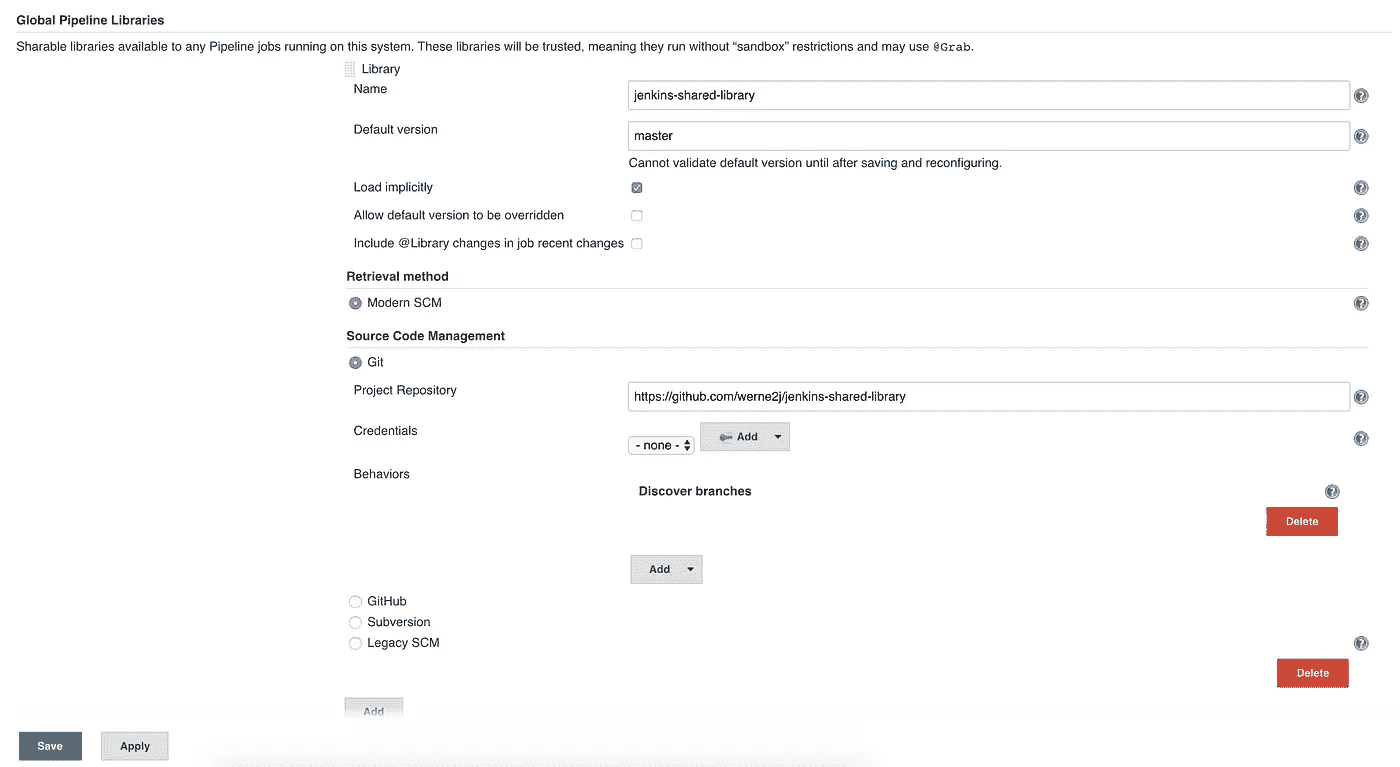 Global Pipeline Libraries
Sharable libraries available to any Pipeline jobs running on this system. These libraries will be trusted, meaning they run without “sandbox” restrictions and may use @Grab.
Library
Name
jenkins-shared-library
Default version
master
Cannot validate default version until after saving and reconfiguring.
Load implicitly
Allow default version to be overridden
Include @Library changes in job recent changes
Retrieval method
Modern SCM
Source Code Management
Git
Project Repository
https://github.com/werne2j/jenkins-shared-library
Credentials
- none -
Add
Behaviors
Discover branches
Delete
Add
GitHub
Subversion
Legacy SCM
Delete
Add
Save
Apply